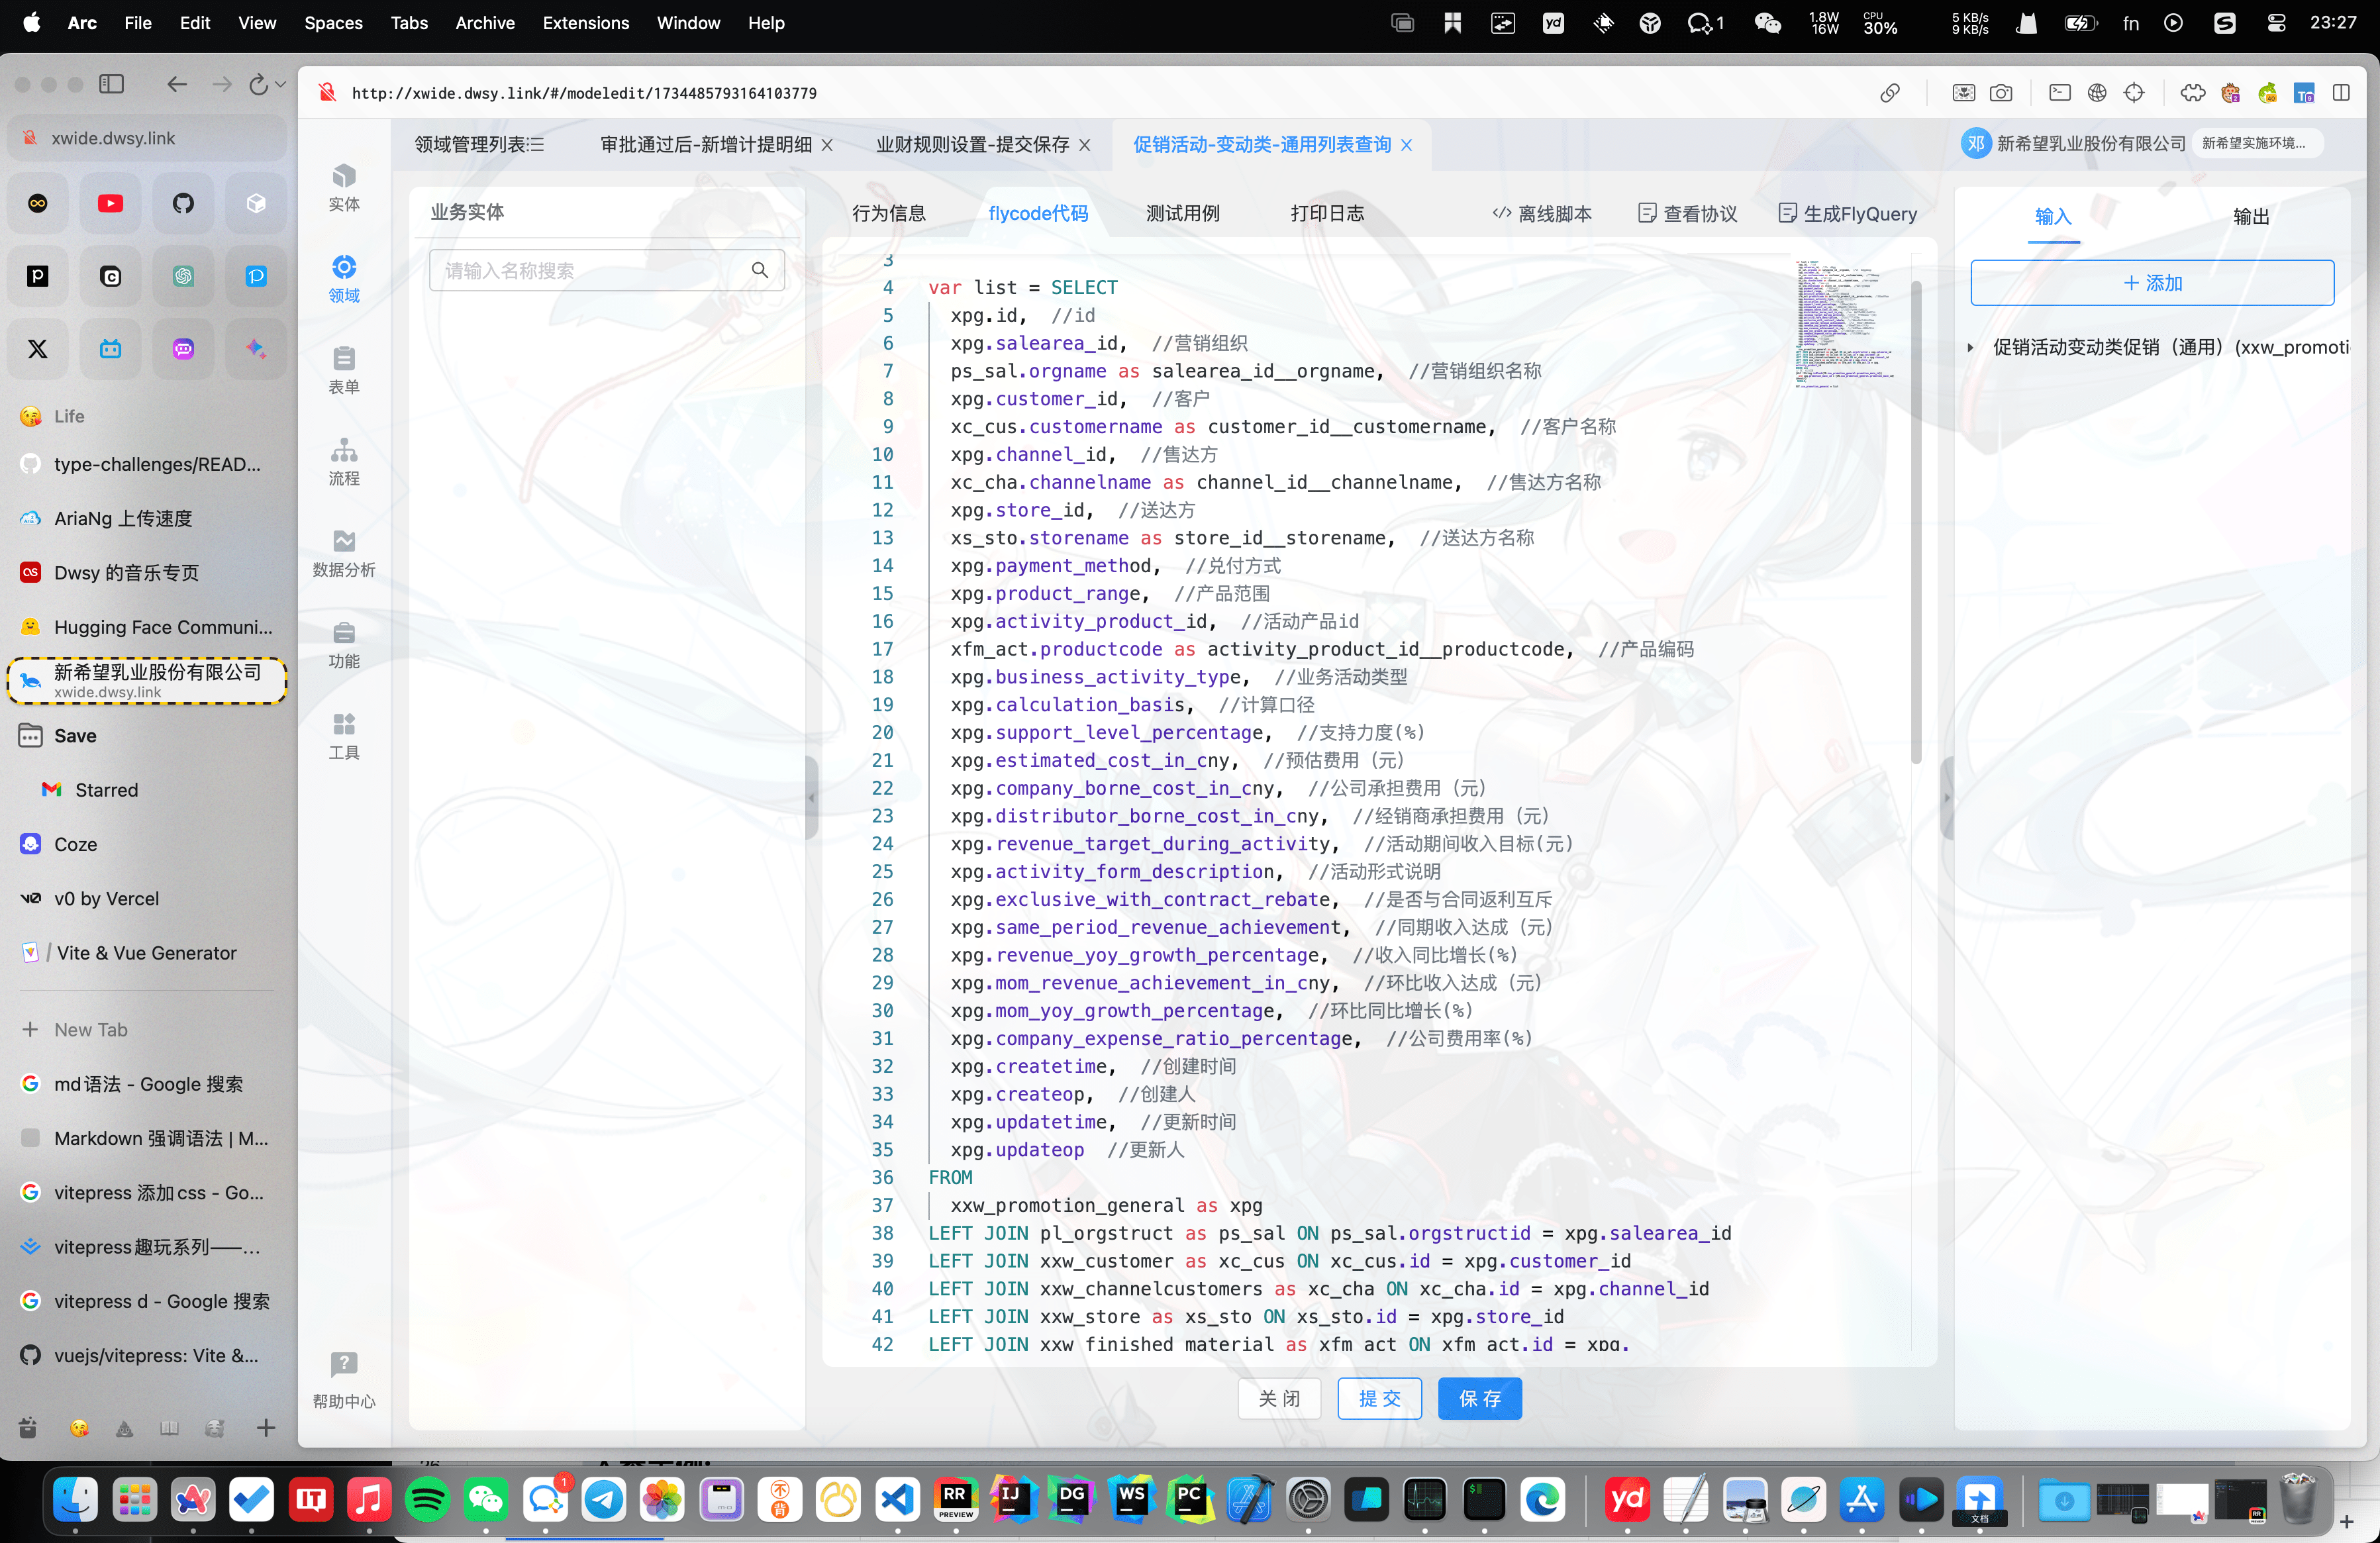 Arc File Edit View Spaces Tabs Archive Extensions Window Help
1
1.8W
16W
CPU
30%
5 KB/s
9 KB/s
fn
23:27
http://xwide.dwsy.link/#/modeledit/1734485793164103779
xwide.dwsy.link
Life
type-challenges/READ...
AriaNg 上传速度
Dwsy 的音乐专页
Hugging Face Communi...
新希望乳业股份有限公司
xwide.dwsy.link
Save
Starred
Coze
v0 by Vercel
/ Vite & Vue Generator
New Tab
md语法 - Google 搜索
Markdown 强调语法 | M...
vitepress 添加css - Go...
vitepress趣玩系列——...
vitepress d - Google 搜索
vuejs/vitepress: Vite &...
实体
领域
表单
流程
数据分析
功能
工具
帮助中心
领域管理列表
审批通过后-新增计提明细
业财规则设置-提交保存
促销活动-变动类-通用列表查询
邓 新希望乳业股份有限公司 新希望实施环境...
业务实体
请输入名称搜索
行为信息 flycode代码 测试用例 打印日志
</> 离线脚本 查看协议 生成FlyQuery
3
4 var list = SELECT
5 xpg.id, //id
6 xpg.salearea_id, //营销组织
7 ps_sal.orgname as salearea_id__orgname, //营销组织名称
8 xpg.customer_id, //客户
9 xc_cus.customername as customer_id__customername, //客户名称
10 xpg.channel_id, //售达方
11 xc_cha.channelname as channel_id__channelname, //售达方名称
12 xpg.store_id, //送达方
13 xs_sto.storename as store_id__storename, //送达方名称
14 xpg.payment_method, //兑付方式
15 xpg.product_range, //产品范围
16 xpg.activity_product_id, //活动产品id
17 xfm_act.productcode as activity_product_id__productcode, //产品编码
18 xpg.business_activity_type, //业务活动类型
19 xpg.calculation_basis, //计算口径
20 xpg.support_level_percentage, //支持力度(%)
21 xpg.estimated_cost_in_cny, //预估费用（元）
22 xpg.company_borne_cost_in_cny, //公司承担费用（元）
23 xpg.distributor_borne_cost_in_cny, //经销商承担费用（元）
24 xpg.revenue_target_during_activity, //活动期间收入目标(元)
25 xpg.activity_form_description, //活动形式说明
26 xpg.exclusive_with_contract_rebate, //是否与合同返利互斥
27 xpg.same_period_revenue_achievement, //同期收入达成（元）
28 xpg.revenue_yoy_growth_percentage, //收入同比增长(%)
29 xpg.mom_revenue_achievement_in_cny, //环比收入达成（元）
30 xpg.mom_yoy_growth_percentage, //环比同比增长(%)
31 xpg.company_expense_ratio_percentage, //公司费用率(%)
32 xpg.createtime, //创建时间
33 xpg.createop, //创建人
34 xpg.updatetime, //更新时间
35 xpg.updateop //更新人
36 FROM
37 xxw_promotion_general as xpg
38 LEFT JOIN pl_orgstruct as ps_sal ON ps_sal.orgstructid = xpg.salearea_id
39 LEFT JOIN xxw_customer as xc_cus ON xc_cus.id = xpg.customer_id
40 LEFT JOIN xxw_channelcustomers as xc_cha ON xc_cha.id = xpg.channel_id
41 LEFT JOIN xxw_store as xs_sto ON xs_sto.id = xpg.store_id
42 LEFT JOIN xxw_finished_material as xfm_act ON xfm_act.id = xpg.
关 闭 提 交 保 存
输入 输出
添加
促销活动变动类促销（通用）(xxw_promoti